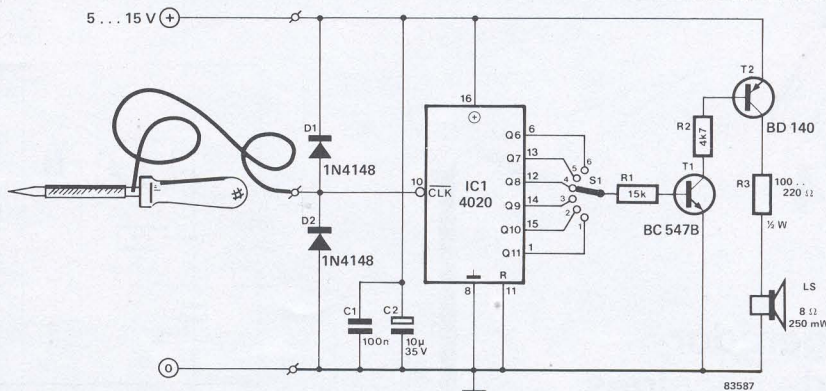 5 ... 15 V +
T2
BD 140
16
D1
1N4148
R2
4k7
Q6
6
Q7
13
5
6
T1
10
CLK
IC1
4020
Q8
12
4
S1
R1
15k
R3
100 ..
220 Ω
Q9
14
3
D2
BC 547B
½ W
Q10
15
2
1N4148
Q11
1
1
R
LS
8
11
8 Ω
250 mW
C1
100n
C2
10µ
35 V
0
83587